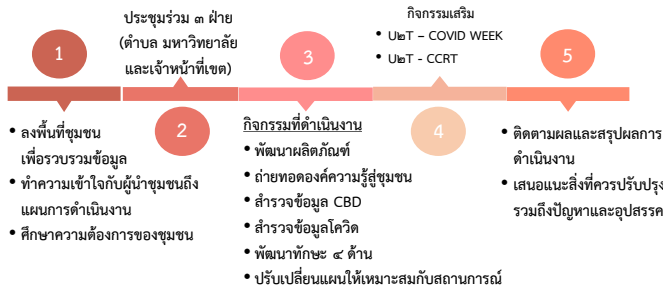 1
• ลงพื้นที่ชุมชน
เพื่อรวบรวมข้อมูล
• ทำความเข้าใจกับผู้นำชุมชนถึง
แผนการดำเนินงาน
• ศึกษาความต้องการของชุมชน
ประชุมร่วม ๓ ฝ่าย
(ตำบล มหาวิทยาลัย
และเจ้าหน้าที่เขต)
2
3
กิจกรรมที่ดำเนินงาน
• พัฒนาผลิตภัณฑ์
• ถ่ายทอดองค์ความรู้สู่ชุมชน
• สำรวจข้อมูล CBD
• สำรวจข้อมูลโควิด
• พัฒนาทักษะ ๔ ด้าน
• ปรับเปลี่ยนแผนให้เหมาะสมกับสถานการณ์
กิจกรรมเสริม
• U๒T – COVID WEEK
• U๒T - CCRT
4
5
• ติดตามผลและสรุปผลการ
ดำเนินงาน
• เสนอแนะสิ่งที่ควรปรับปรุง
รวมถึงปัญหาและอุปสรรค